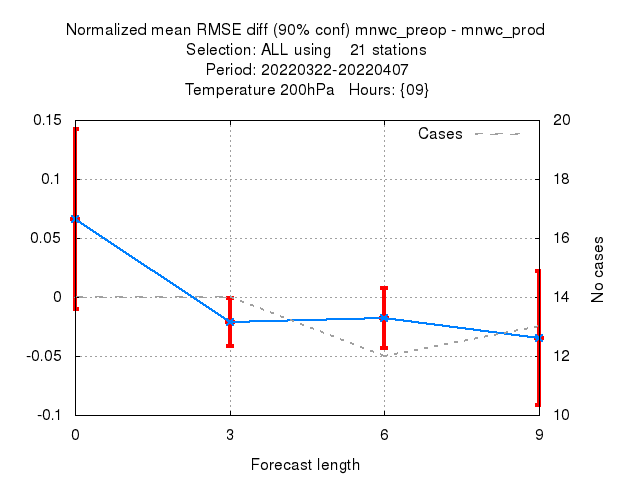 Normalized mean RMSE diff (90% conf) mnwc_preop - mnwc_prod
Selection: ALL using    21 stations
Period: 20220322-20220407
Temperature 200hPa   Hours: {09}
0.15
0.1
0.05
0
-0.05
-0.1
20
18
16
14
12
10
Cases
No cases
0
3
6
9
Forecast length